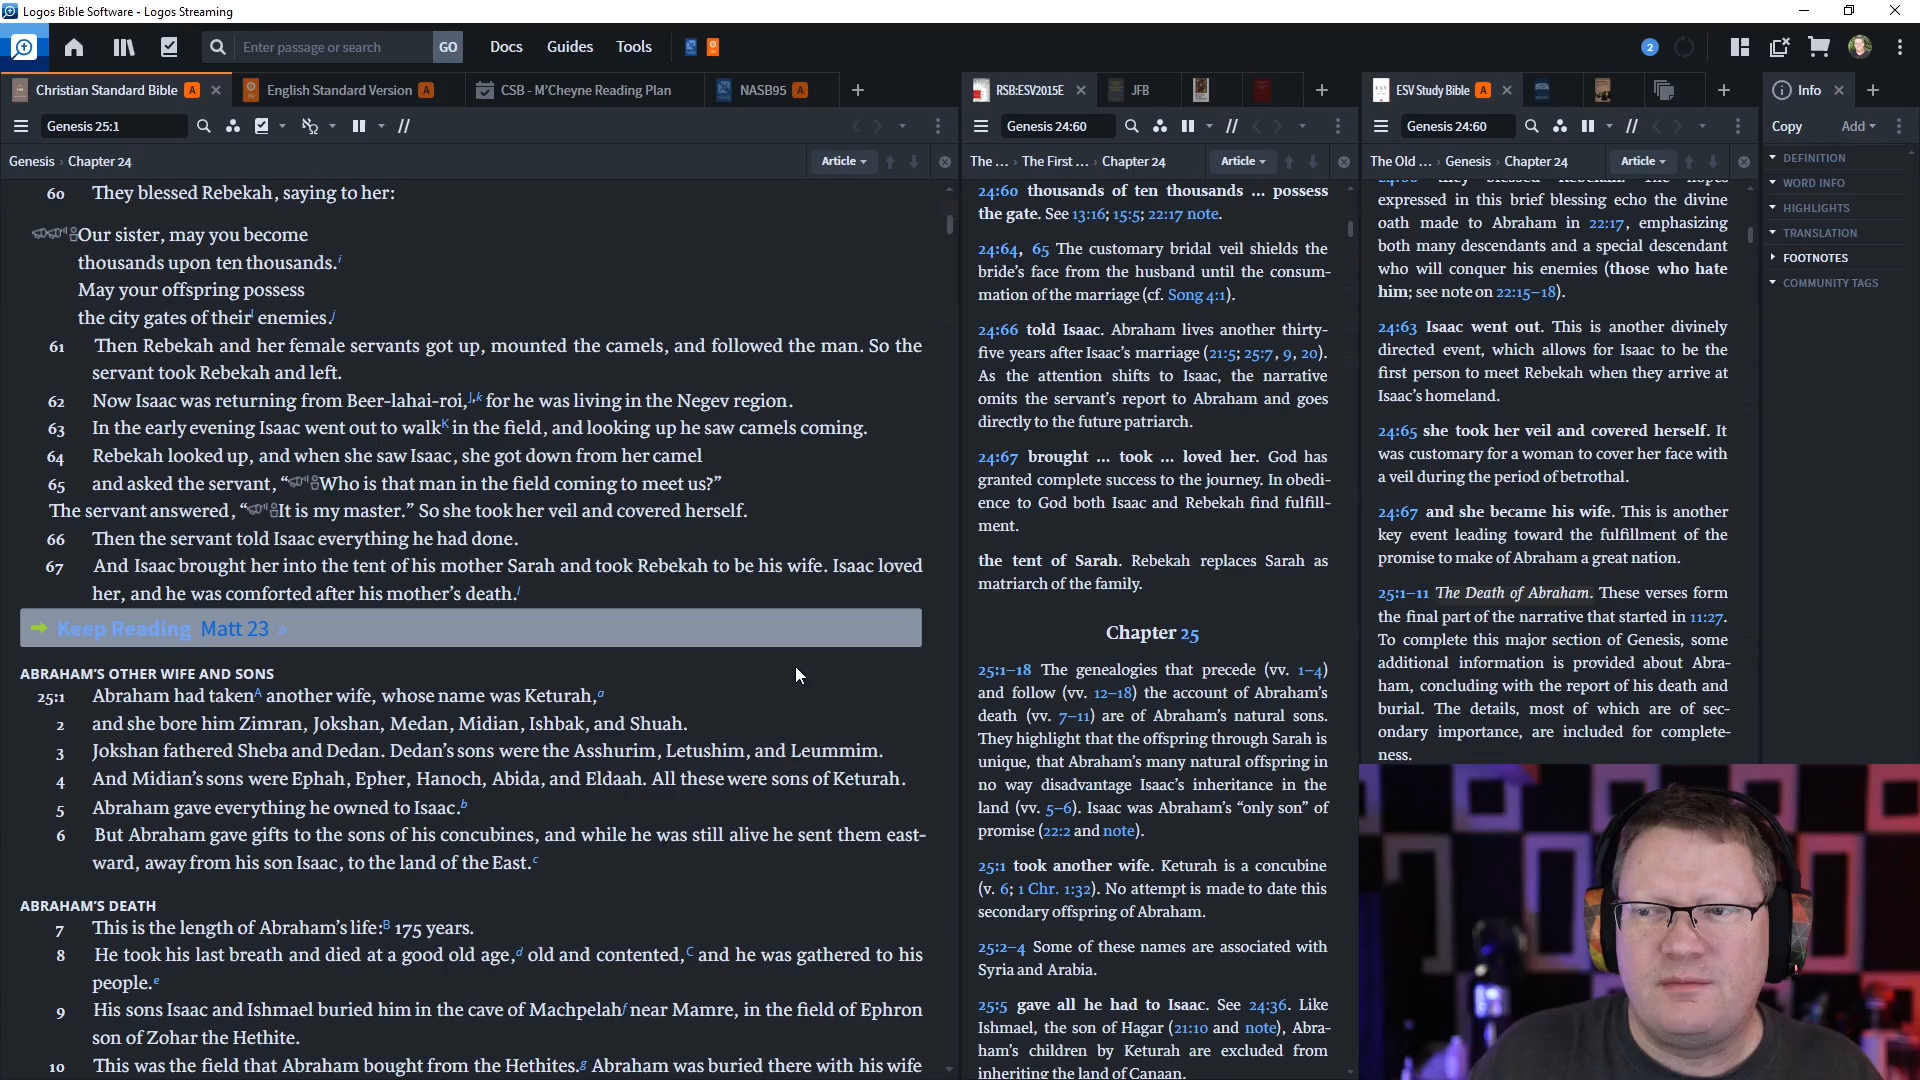 Logos Bible Software - Logos Streaming
Enter passage or search
GO
Docs
Guides
Tools
2
Christian Standard Bible A
English Standard Version A
CSB - M'Cheyne Reading Plan
NASB95 A
Genesis 25:1
Genesis › Chapter 24
Article
60 They blessed Rebekah, saying to her:
Our sister, may you become
thousands upon ten thousands.i
May your offspring possess
the city gates of theirI enemies.j
61 Then Rebekah and her female servants got up, mounted the camels, and followed the man. So the
servant took Rebekah and left.
62 Now Isaac was returning from Beer-lahai-roi,J,k for he was living in the Negev region.
63 In the early evening Isaac went out to walkK in the field, and looking up he saw camels coming.
64 Rebekah looked up, and when she saw Isaac, she got down from her camel
65 and asked the servant, “Who is that man in the field coming to meet us?”
The servant answered, “It is my master.” So she took her veil and covered herself.
66 Then the servant told Isaac everything he had done.
67 And Isaac brought her into the tent of his mother Sarah and took Rebekah to be his wife. Isaac loved
her, and he was comforted after his mother’s death.l
Keep Reading Matt 23 »
ABRAHAM’S OTHER WIFE AND SONS
25:1 Abraham had takenA another wife, whose name was Keturah,a
2 and she bore him Zimran, Jokshan, Medan, Midian, Ishbak, and Shuah.
3 Jokshan fathered Sheba and Dedan. Dedan’s sons were the Asshurim, Letushim, and Leummim.
4 And Midian’s sons were Ephah, Epher, Hanoch, Abida, and Eldaah. All these were sons of Keturah.
5 Abraham gave everything he owned to Isaac.b
6 But Abraham gave gifts to the sons of his concubines, and while he was still alive he sent them east-
ward, away from his son Isaac, to the land of the East.c
ABRAHAM’S DEATH
7 This is the length of Abraham’s life:B 175 years.
8 He took his last breath and died at a good old age,d old and contented,C and he was gathered to his
people.e
9 His sons Isaac and Ishmael buried him in the cave of Machpelahf near Mamre, in the field of Ephron
son of Zohar the Hethite.
10 This was the field that Abraham bought from the Hethites.g Abraham was buried there with his wife
RSB:ESV2015E
JFB
Genesis 24:60
The ... › The First ... › Chapter 24
Article
24:60 thousands of ten thousands ... possess
the gate. See 13:16; 15:5; 22:17 note.
24:64, 65 The customary bridal veil shields the
bride’s face from the husband until the consum-
mation of the marriage (cf. Song 4:1).
24:66 told Isaac. Abraham lives another thirty-
five years after Isaac’s marriage (21:5; 25:7, 9, 20).
As the attention shifts to Isaac, the narrative
omits the servant’s report to Abraham and goes
directly to the future patriarch.
24:67 brought ... took ... loved her. God has
granted complete success to the journey. In obedi-
ence to God both Isaac and Rebekah find fulfill-
ment.
the tent of Sarah. Rebekah replaces Sarah as
matriarch of the family.
Chapter 25
25:1–18 The genealogies that precede (vv. 1–4)
and follow (vv. 12–18) the account of Abraham’s
death (vv. 7–11) are of Abraham’s natural sons.
They highlight that the offspring through Sarah is
unique, that Abraham’s many natural offspring in
no way disadvantage Isaac’s inheritance in the
land (vv. 5–6). Isaac was Abraham’s “only son” of
promise (22:2 and note).
25:1 took another wife. Keturah is a concubine
(v. 6; 1 Chr. 1:32). No attempt is made to date this
secondary offspring of Abraham.
25:2–4 Some of these names are associated with
Syria and Arabia.
25:5 gave all he had to Isaac. See 24:36. Like
Ishmael, the son of Hagar (21:10 and note), Abra-
ham’s children by Keturah are excluded from
inheriting the land of Canaan.
ESV Study Bible A
Genesis 24:60
The Old ... › Genesis › Chapter 24
Article
expressed in this brief blessing echo the divine
oath made to Abraham in 22:17, emphasizing
both many descendants and a special descendant
who will conquer his enemies (those who hate
him; see note on 22:15–18).
24:63 Isaac went out. This is another divinely
directed event, which allows for Isaac to be the
first person to meet Rebekah when they arrive at
Isaac’s homeland.
24:65 she took her veil and covered herself. It
was customary for a woman to cover her face with
a veil during the period of betrothal.
24:67 and she became his wife. This is another
key event leading toward the fulfillment of the
promise to make of Abraham a great nation.
25:1–11 The Death of Abraham. These verses form
the final part of the narrative that started in 11:27.
To complete this major section of Genesis, some
additional information is provided about Abra-
ham, concluding with the report of his death and
burial. The details, most of which are of sec-
ondary importance, are included for complete-
ness.
Info
Copy
Add
DEFINITION
WORD INFO
HIGHLIGHTS
TRANSLATION
FOOTNOTES
COMMUNITY TAGS